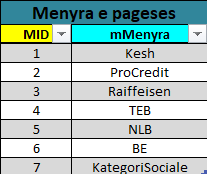 Menyra e pageses
MID mMenyra
1 Kesh
2 ProCredit
3 Raiffeisen
4 TEB
5 NLB
6 BE
7 KategoriSociale